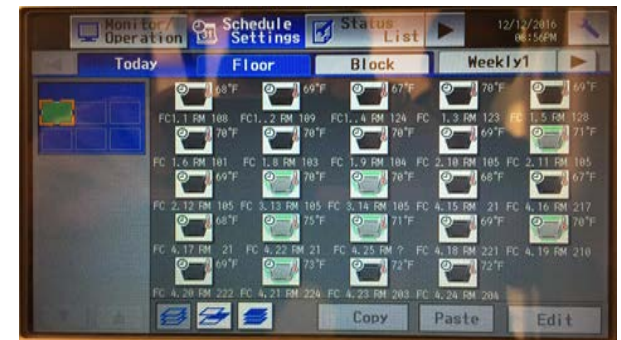 Monitor/ Operation Schedule Settings Status List 12/12/2016 06:56PM
Today Floor Block Weekly1
68°F 69°F 67°F 70°F 69°F
FC1.1 RM 108 FC1..2 RM 109 FC1..4 RM 124 FC 1.3 RM 123 FC 1.5 RM 128
70°F 70°F 70°F 69°F 71°F
FC 1.6 RM 101 FC 1.8 RM 103 FC 1.9 RM 104 FC 2.10 RM 105 FC 2.11 RM 105
69°F 70°F 70°F 68°F 67°F
FC 2.12 RM 105 FC 3.13 RM 105 FC 3.14 RM 105 FC 4.15 RM 21 FC 4.16 RM 217
68°F 75°F 71°F 69°F 70°F
FC 4.17 RM 21 FC 4.22 RM 21 FC 4.25 RM ? FC 4.18 RM 221 FC 4.19 RM 210
69°F 73°F 72°F 72°F
FC 4.20 RM 222 FC 4.21 RM 224 FC 4.23 RM 203 FC 4.24 RM 204
Copy Paste Edit